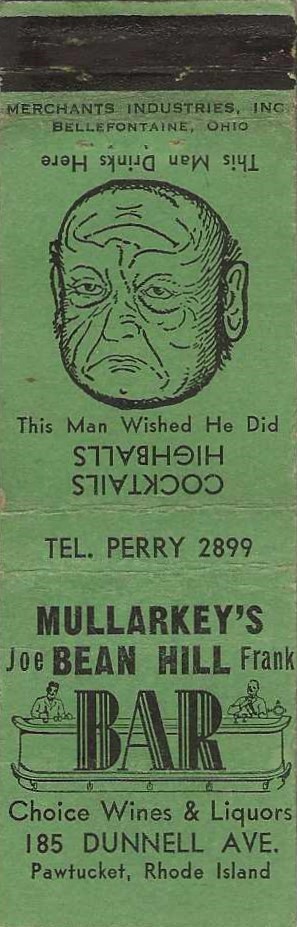 MERCHANTS INDUSTRIES, INC.
BELLEFONTAINE, OHIO
This Man Drinks Here
This Man Wished He Did
HIGHBALLS
COCKTAILS
TEL. PERRY 2899
MULLARKEY'S
Joe BEAN HILL Frank
BAR
Choice Wines & Liquors
185 DUNNELL AVE.
Pawtucket, Rhode Island